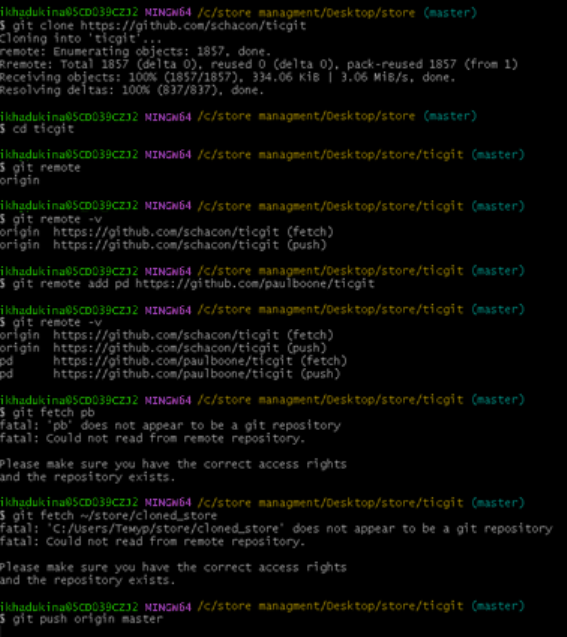 ikhadukina@5CD039CZJ2 MINGW64 /c/store managment/Desktop/store (master)
$ git clone https://github.com/schacon/ticgit
Cloning into 'ticgit'...
remote: Enumerating objects: 1857, done.
Rremote: Total 1857 (delta 0), reused 0 (delta 0), pack-reused 1857 (from 1)
Receiving objects: 100% (1857/1857), 334.06 KiB | 3.06 MiB/s, done.
Resolving deltas: 100% (837/837), done.
ikhadukina@5CD039CZJ2 MINGW64 /c/store managment/Desktop/store (master)
$ cd ticgit
ikhadukina@5CD039CZJ2 MINGW64 /c/store managment/Desktop/store/ticgit (master)
$ git remote
origin
ikhadukina@5CD039CZJ2 MINGW64 /c/store managment/Desktop/store/ticgit (master)
$ git remote -v
origin  https://github.com/schacon/ticgit (fetch)
origin  https://github.com/schacon/ticgit (push)
ikhadukina@5CD039CZJ2 MINGW64 /c/store managment/Desktop/store/ticgit (master)
$ git remote add pd https://github.com/paulboone/ticgit
ikhadukina@5CD039CZJ2 MINGW64 /c/store managment/Desktop/store/ticgit (master)
$ git remote -v
origin  https://github.com/schacon/ticgit (fetch)
origin  https://github.com/schacon/ticgit (push)
pd      https://github.com/paulboone/ticgit (fetch)
pd      https://github.com/paulboone/ticgit (push)
ikhadukina@5CD039CZJ2 MINGW64 /c/store managment/Desktop/store/ticgit (master)
$ git fetch pb
fatal: 'pb' does not appear to be a git repository
fatal: Could not read from remote repository.
Please make sure you have the correct access rights
and the repository exists.
ikhadukina@5CD039CZJ2 MINGW64 /c/store managment/Desktop/store/ticgit (master)
$ git fetch ~/store/cloned_store
fatal: 'C:/Users/Темур/store/cloned_store' does not appear to be a git repository
fatal: Could not read from remote repository.
Please make sure you have the correct access rights
and the repository exists.
ikhadukina@5CD039CZJ2 MINGW64 /c/store managment/Desktop/store/ticgit (master)
$ git push origin master